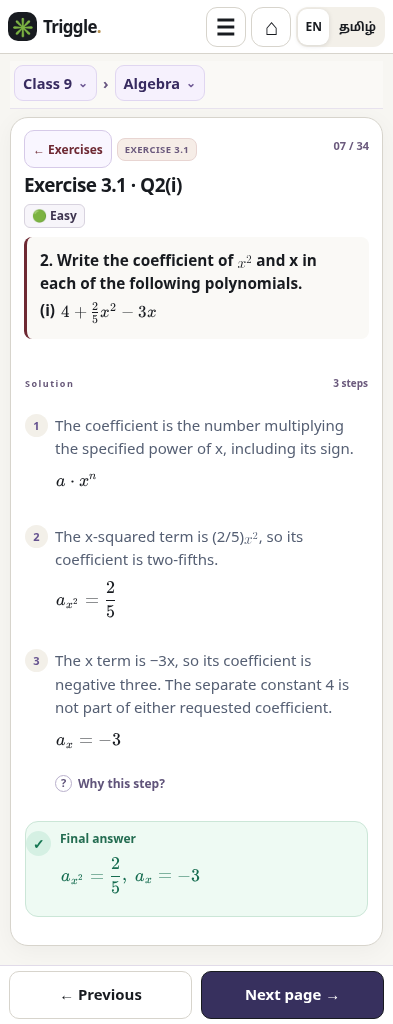 Triggle.
EN
தமிழ்
Class 9
›
Algebra
← Exercises
EXERCISE 3.1
07 / 34
Exercise 3.1 · Q2(i)
Easy
2. Write the coefficient of x² and x in
each of the following polynomials.
(i) 4 + 2/5 x² − 3x
Solution
3 steps
1
The coefficient is the number multiplying
the specified power of x, including its sign.
a · xⁿ
2
The x-squared term is (2/5)x², so its
coefficient is two-fifths.
a_{x²} = 2/5
3
The x term is −3x, so its coefficient is
negative three. The separate constant 4 is
not part of either requested coefficient.
a_x = −3
? Why this step?
✓ Final answer
a_{x²} = 2/5, a_x = −3
← Previous
Next page →